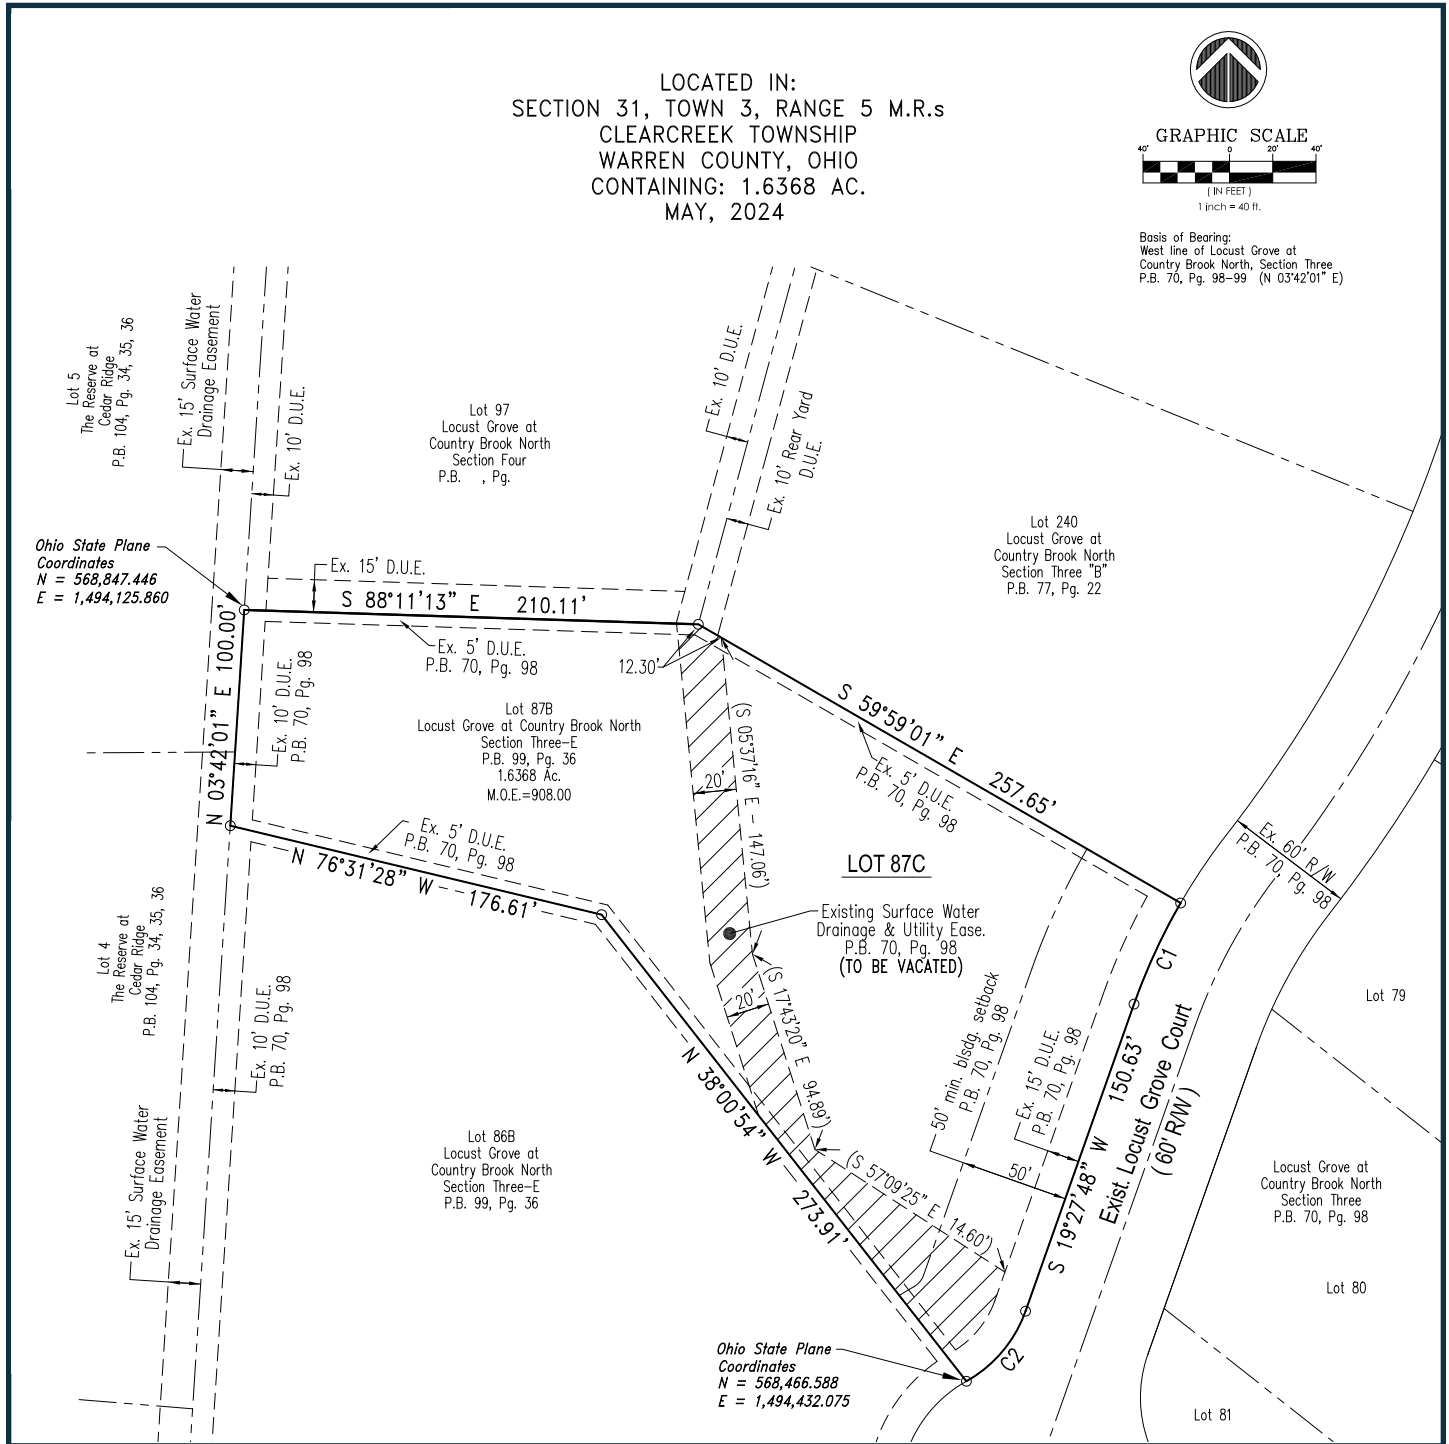 LOCATED IN:
SECTION 31, TOWN 3, RANGE 5 M.R.s
CLEARCREEK TOWNSHIP
WARREN COUNTY, OHIO
CONTAINING: 1.6368 AC.
MAY, 2024
GRAPHIC SCALE
40' 0 20' 40'
( IN FEET )
1 inch = 40 ft.
Basis of Bearing:
West line of Locust Grove at
Country Brook North, Section Three
P.B. 70, Pg. 98-99 (N 03°42'01" E)
Lot 5
The Reserve at
Cedar Ridge
P.B. 104, Pg. 34, 35, 36
Ex. 15' Surface Water
Drainage Easement
Ex. 10' D.U.E.
Lot 97
Locust Grove at
Country Brook North
Section Four
P.B. , Pg.
Ex. 10' D.U.E.
Ex. 10' Rear Yard
D.U.E.
Lot 240
Locust Grove at
Country Brook North
Section Three "B"
P.B. 77, Pg. 22
Ohio State Plane
Coordinates
N = 568,847.446
E = 1,494,125.860
Ex. 15' D.U.E.
S 88°11'13" E 210.11'
Ex. 5' D.U.E.
P.B. 70, Pg. 98
12.30'
N 03°42'01" E 100.00'
Ex. 10' D.U.E.
P.B. 70, Pg. 98
Lot 87B
Locust Grove at Country Brook North
Section Three-E
P.B. 99, Pg. 36
1.6368 Ac.
M.O.E.=908.00
S 59°59'01" E 257.65'
Ex. 5' D.U.E.
P.B. 70, Pg. 98
(S 05°37'16" E - 147.06')
20'
Ex. 5' D.U.E.
P.B. 70, Pg. 98
N 76°31'28" W 176.61'
LOT 87C
Existing Surface Water
Drainage & Utility Ease.
P.B. 70, Pg. 98
(TO BE VACATED)
Ex. 60' R/W
P.B. 70, Pg. 98
C1
Lot 79
Lot 4
The Reserve at
Cedar Ridge
P.B. 104, Pg. 34, 35, 36
Ex. 10' D.U.E.
P.B. 70, Pg. 98
20'
(S 17°43'20" E 94.89')
N 38°00'54" W 273.91'
50' min. blsdg. setback
P.B. 70, Pg. 98
Ex. 15' D.U.E.
P.B. 70, Pg. 98
50'
S 19°27'48" W 150.63'
Exist. Locust Grove Court
(60' R/W)
Ex. 15' Surface Water
Drainage Easement
Lot 86B
Locust Grove at
Country Brook North
Section Three-E
P.B. 99, Pg. 36
(S 57°09'25" E 14.60')
Locust Grove at
Country Brook North
Section Three
P.B. 70, Pg. 98
Lot 80
Ohio State Plane
Coordinates
N = 568,466.588
E = 1,494,432.075
C2
Lot 81